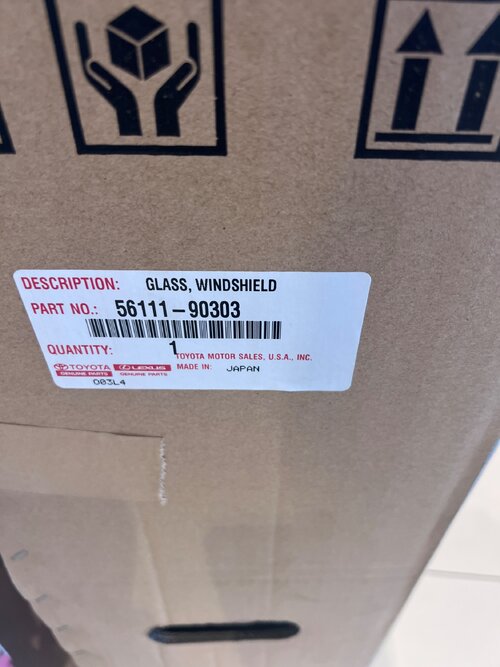 DESCRIPTION: GLASS, WINDSHIELD
PART NO.: 56111-90303
QUANTITY: 1
TOYOTA MOTOR SALES, U.S.A., INC.
TOYOTA LEXUS MADE IN: JAPAN
GENUINE PARTS GENUINE PARTS
003L4